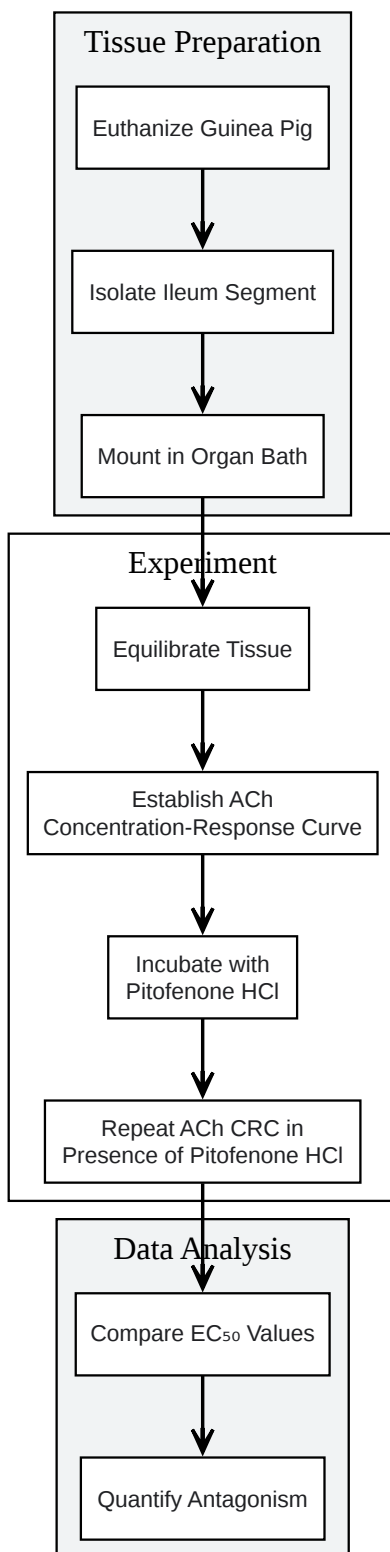 Tissue Preparation
Euthanize Guinea Pig
Isolate Ileum Segment
Mount in Organ Bath
Experiment
Equilibrate Tissue
Establish ACh
Concentration-Response Curve
Incubate with
Pitofenone HCl
Repeat ACh CRC in
Presence of Pitofenone HCl
Data Analysis
Compare EC₅₀ Values
Quantify Antagonism